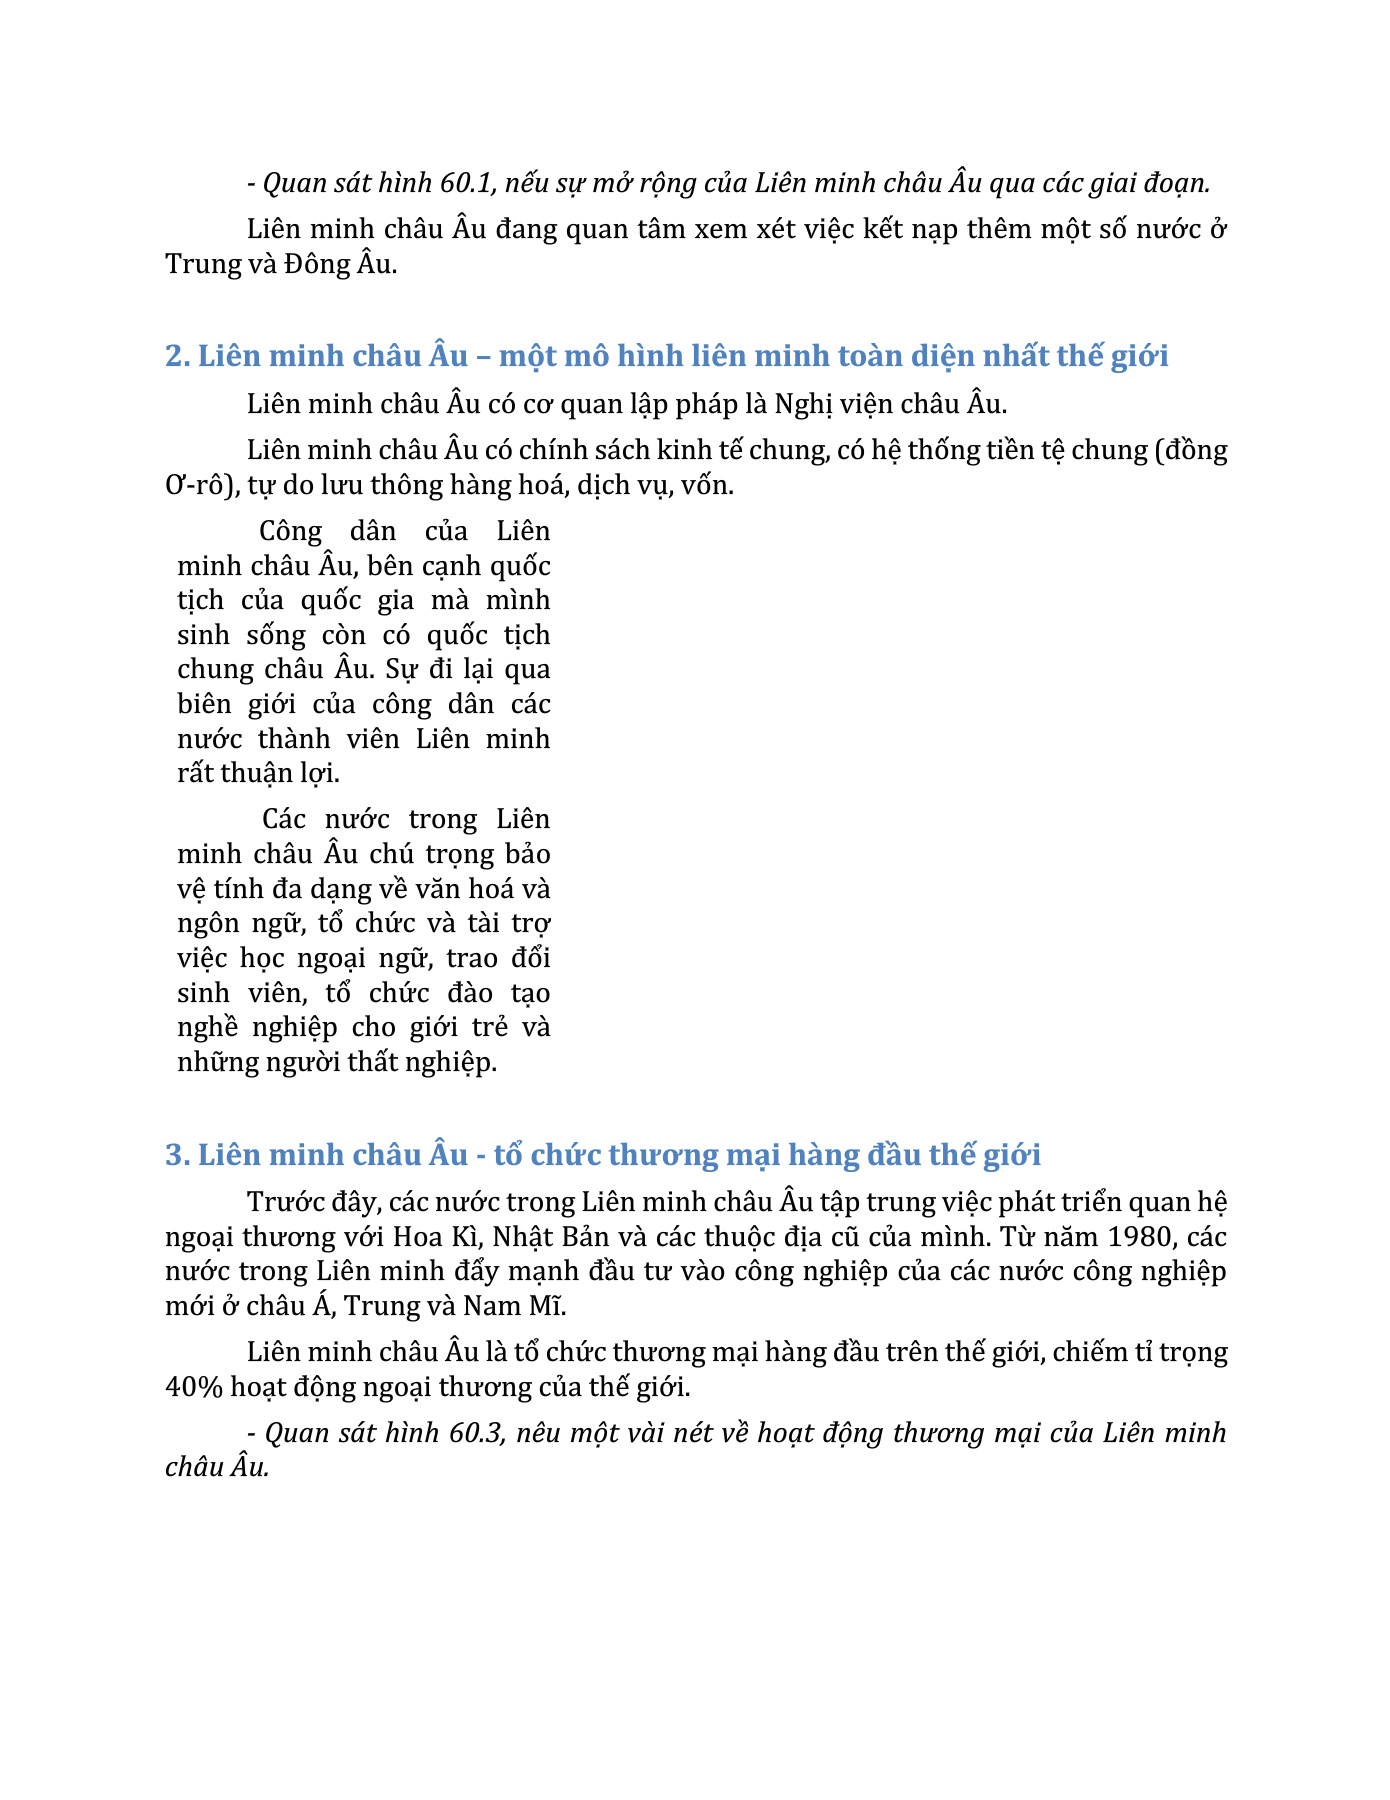 - Quan sát hình 60.1, nếu sự mở rộng của Liên minh châu Âu qua các giai đoạn.
Liên minh châu Âu đang quan tâm xem xét việc kết nạp thêm một số nước ở
Trung và Đông Âu.
2. Liên minh châu Âu – một mô hình liên minh toàn diện nhất thế giới
Liên minh châu Âu có cơ quan lập pháp là Nghị viện châu Âu.
Liên minh châu Âu có chính sách kinh tế chung, có hệ thống tiền tệ chung (đồng
Ơ-rô), tự do lưu thông hàng hoá, dịch vụ, vốn.
Công dân của Liên
minh châu Âu, bên cạnh quốc
tịch của quốc gia mà mình
sinh sống còn có quốc tịch
chung châu Âu. Sự đi lại qua
biên giới của công dân các
nước thành viên Liên minh
rất thuận lợi.
Các nước trong Liên
minh châu Âu chú trọng bảo
vệ tính đa dạng về văn hoá và
ngôn ngữ, tổ chức và tài trợ
việc học ngoại ngữ, trao đổi
sinh viên, tổ chức đào tạo
nghề nghiệp cho giới trẻ và
những người thất nghiệp.
3. Liên minh châu Âu - tổ chức thương mại hàng đầu thế giới
Trước đây, các nước trong Liên minh châu Âu tập trung việc phát triển quan hệ
ngoại thương với Hoa Kì, Nhật Bản và các thuộc địa cũ của mình. Từ năm 1980, các
nước trong Liên minh đẩy mạnh đầu tư vào công nghiệp của các nước công nghiệp
mới ở châu Á, Trung và Nam Mĩ.
Liên minh châu Âu là tổ chức thương mại hàng đầu trên thế giới, chiếm tỉ trọng
40% hoạt động ngoại thương của thế giới.
- Quan sát hình 60.3, nêu một vài nét về hoạt động thương mại của Liên minh
châu Âu.